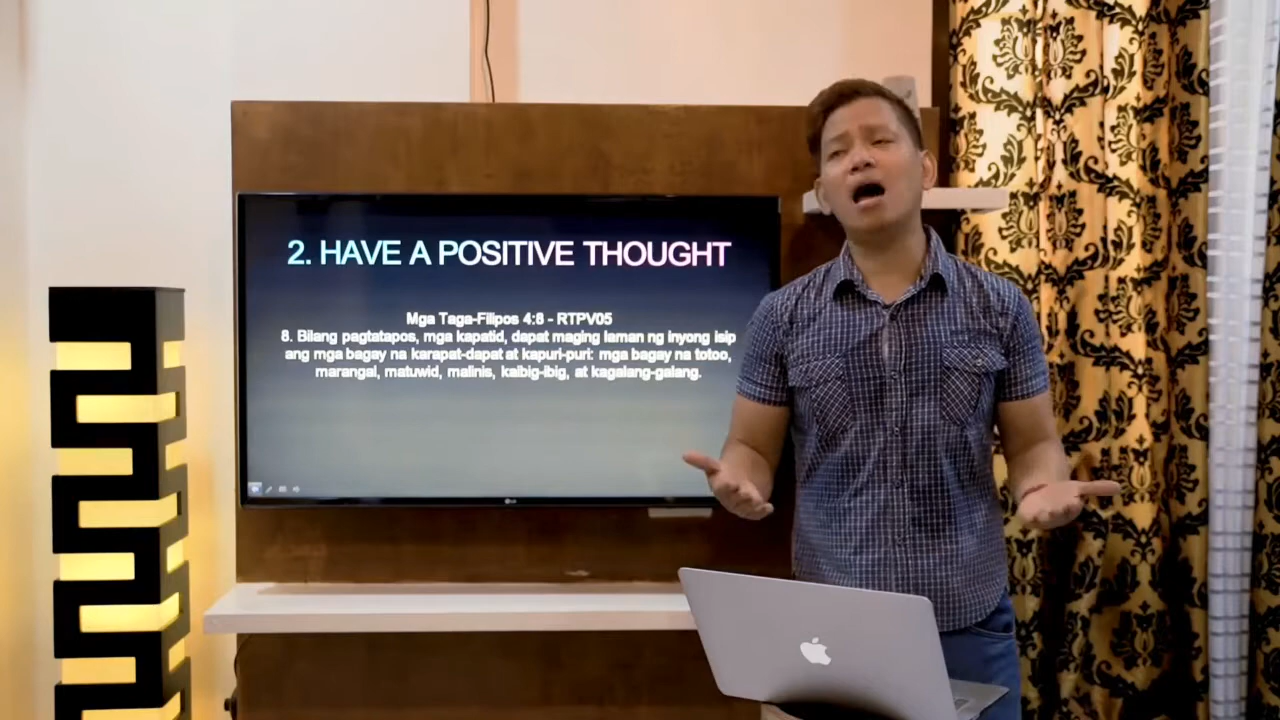 2. HAVE A POSITIVE THOUGHT
Mga Taga-Filipos 4:8 - RTPV05
8. Bilang pagtatapos, mga kapatid, dapat maging laman ng inyong isip
ang mga bagay na karapat-dapat at kapuri-puri: mga bagay na totoo,
marangal, matuwid, malinis, kaibig-ibig, at kagalang-galang.
LG